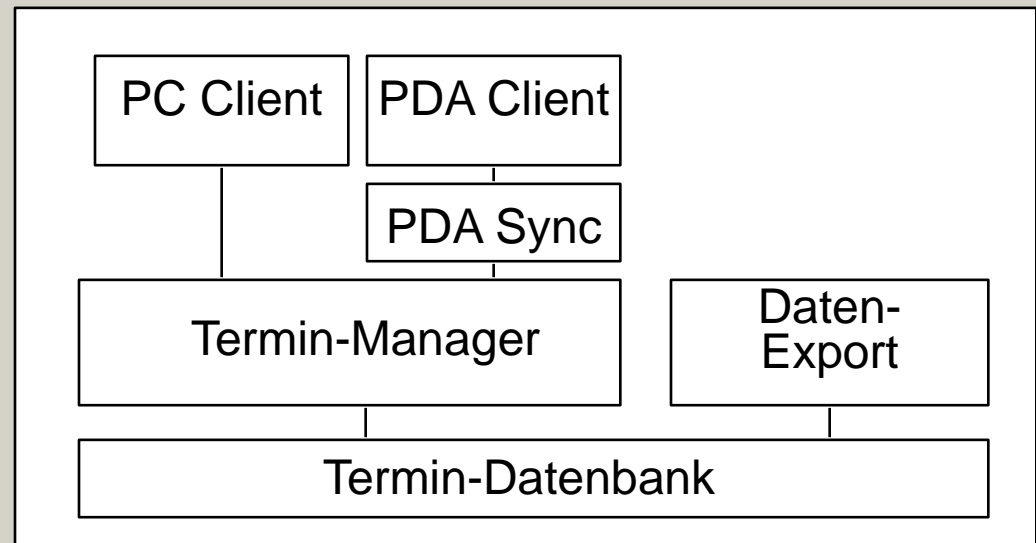 PC Client
PDA Client
PDA Sync
Termin-Manager
Daten-
Export
Termin-Datenbank